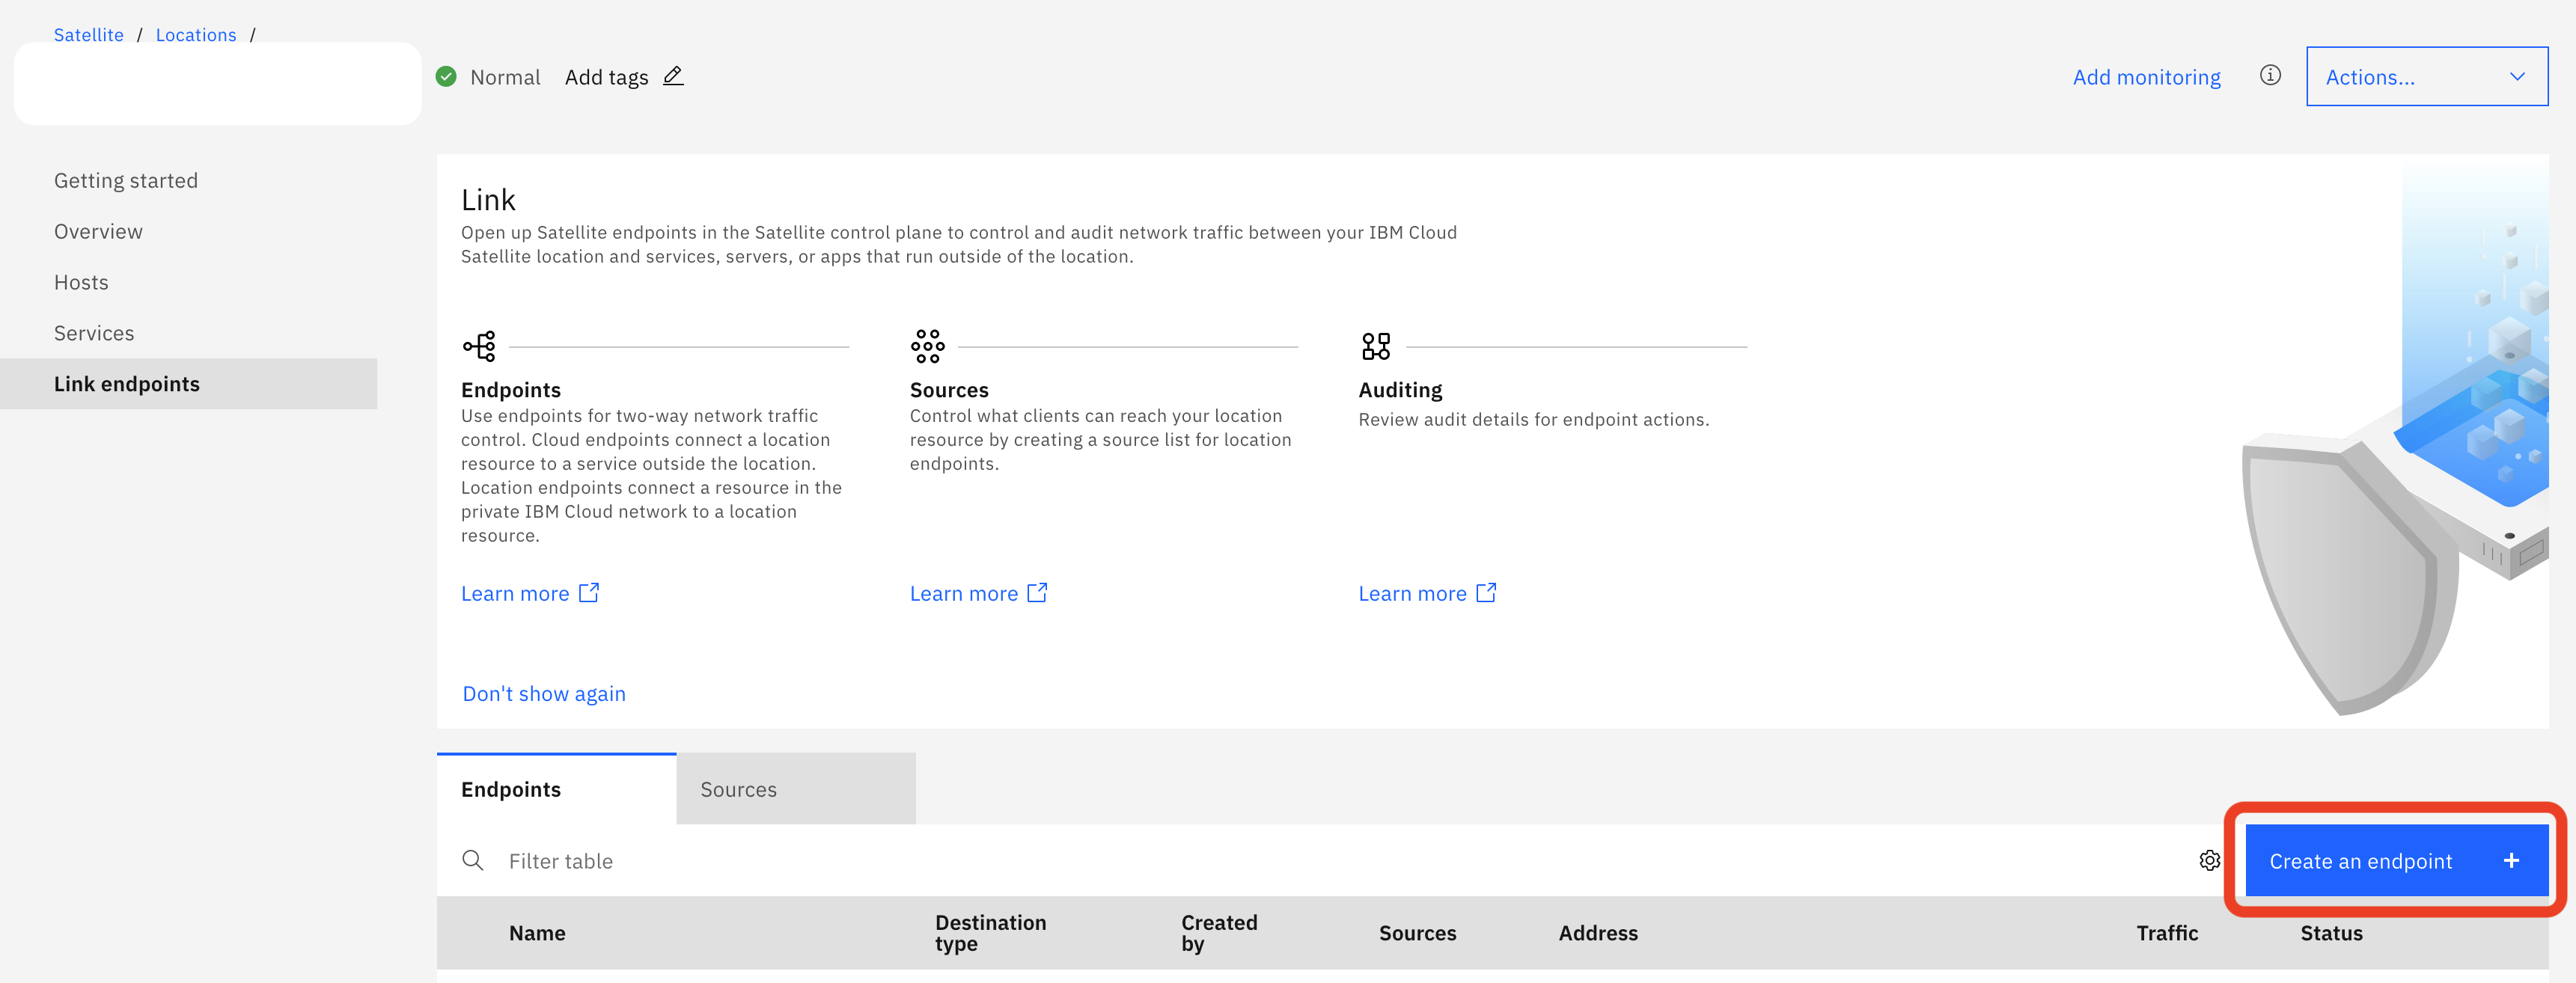 Satellite / Locations /
Normal Add tags
Add monitoring
Actions...
Getting started
Overview
Hosts
Services
Link endpoints
Link
Open up Satellite endpoints in the Satellite control plane to control and audit network traffic between your IBM Cloud
Satellite location and services, servers, or apps that run outside of the location.
Endpoints
Use endpoints for two-way network traffic
control. Cloud endpoints connect a location
resource to a service outside the location.
Location endpoints connect a resource in the
private IBM Cloud network to a location
resource.
Learn more
Sources
Control what clients can reach your location
resource by creating a source list for location
endpoints.
Learn more
Auditing
Review audit details for endpoint actions.
Learn more
Don't show again
Endpoints
Sources
Filter table
Create an endpoint +
Name
Destination
type
Created
by
Sources
Address
Traffic
Status